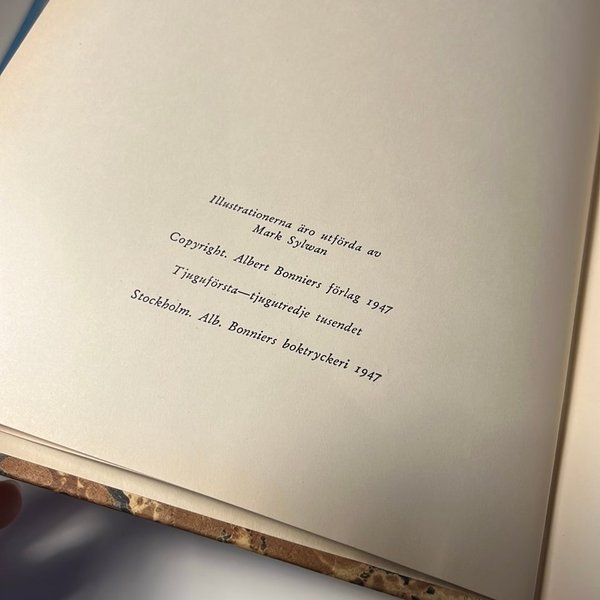 Illustrationerna äro utförda av
Mark Sylwan
Copyright. Albert Bonniers förlag 1947
Tjuguförsta—tjugutredje tusendet
Stockholm. Alb. Bonniers boktryckeri 1947